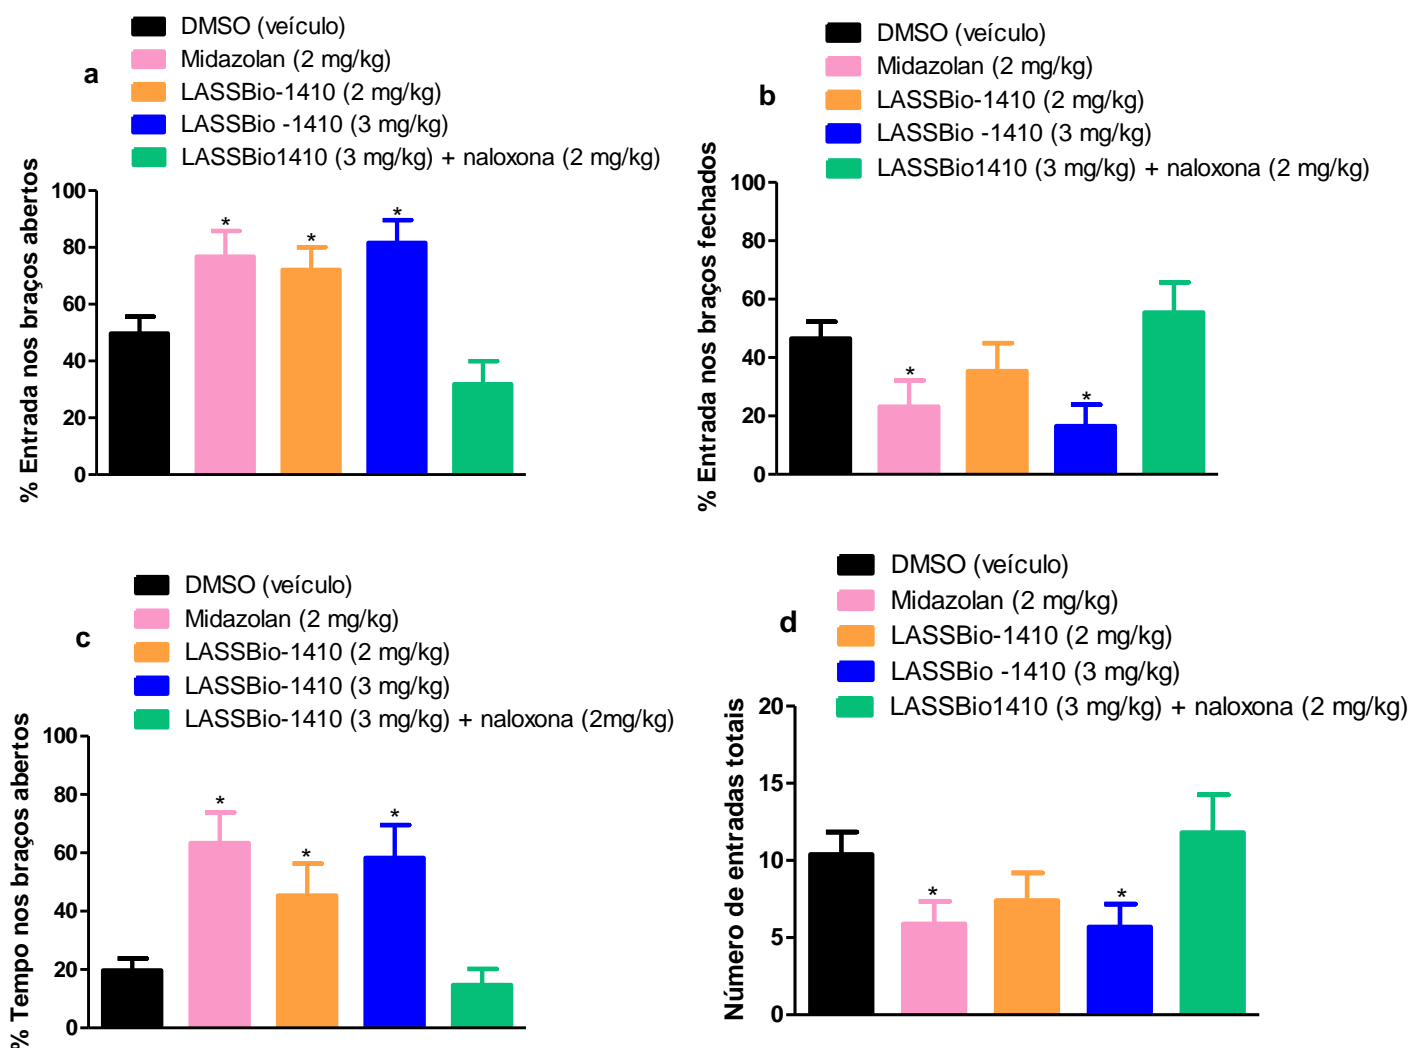 a
DMSO (veículo)
Midazolan (2 mg/kg)
LASSBio-1410 (2 mg/kg)
LASSBio -1410 (3 mg/kg)
LASSBio1410 (3 mg/kg) + naloxona (2 mg/kg)
% Entrada nos braços abertos
100
80
60
40
20
0
*
*
*
b
DMSO (veículo)
Midazolan (2 mg/kg)
LASSBio-1410 (2 mg/kg)
LASSBio -1410 (3 mg/kg)
LASSBio1410 (3 mg/kg) + naloxona (2 mg/kg)
% Entrada nos braços fechados
100
80
60
40
20
0
*
*
c
DMSO (veículo)
Midazolan (2 mg/kg)
LASSBio-1410 (2 mg/kg)
LASSBio-1410 (3 mg/kg)
LASSBio-1410 (3 mg/kg) + naloxona (2mg/kg)
% Tempo nos braços abertos
100
80
60
40
20
0
*
*
*
d
DMSO (veículo)
Midazolan (2 mg/kg)
LASSBio-1410 (2 mg/kg)
LASSBio -1410 (3 mg/kg)
LASSBio1410 (3 mg/kg) + naloxona (2 mg/kg)
Número de entradas totais
20
15
10
5
0
*
*